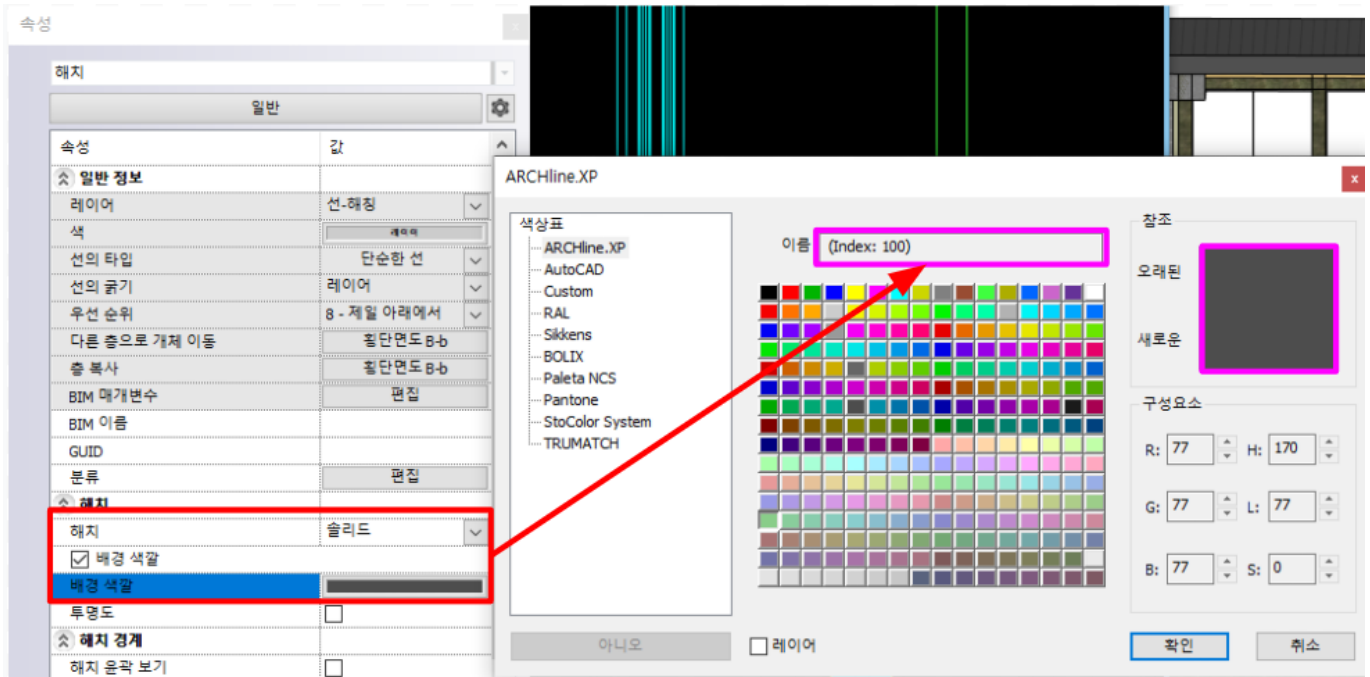 속성
x
해치
일반
속성 값
일반 정보
레이어 선-해칭
색 레이어
선의 타입 단순한 선
선의 굵기 레이어
우선 순위 8 - 제일 아래에서
다른 층으로 개체 이동 횡단면도 B-b
층 복사 횡단면도 B-b
BIM 매개변수 편집
BIM 이름
GUID
분류 편집
해치
해치 솔리드
배경 색깔
배경 색깔
투명도
해치 경계
해치 윤곽 보기
ARCHline.XP
x
색상표
ARCHline.XP
AutoCAD
Custom
RAL
Sikkens
BOLIX
Paleta NCS
Pantone
StoColor System
TRUMATCH
이름 (Index: 100)
참조
오래된
새로운
구성요소
R: 77 H: 170
G: 77 L: 77
B: 77 S: 0
아니오 레이어 확인 취소